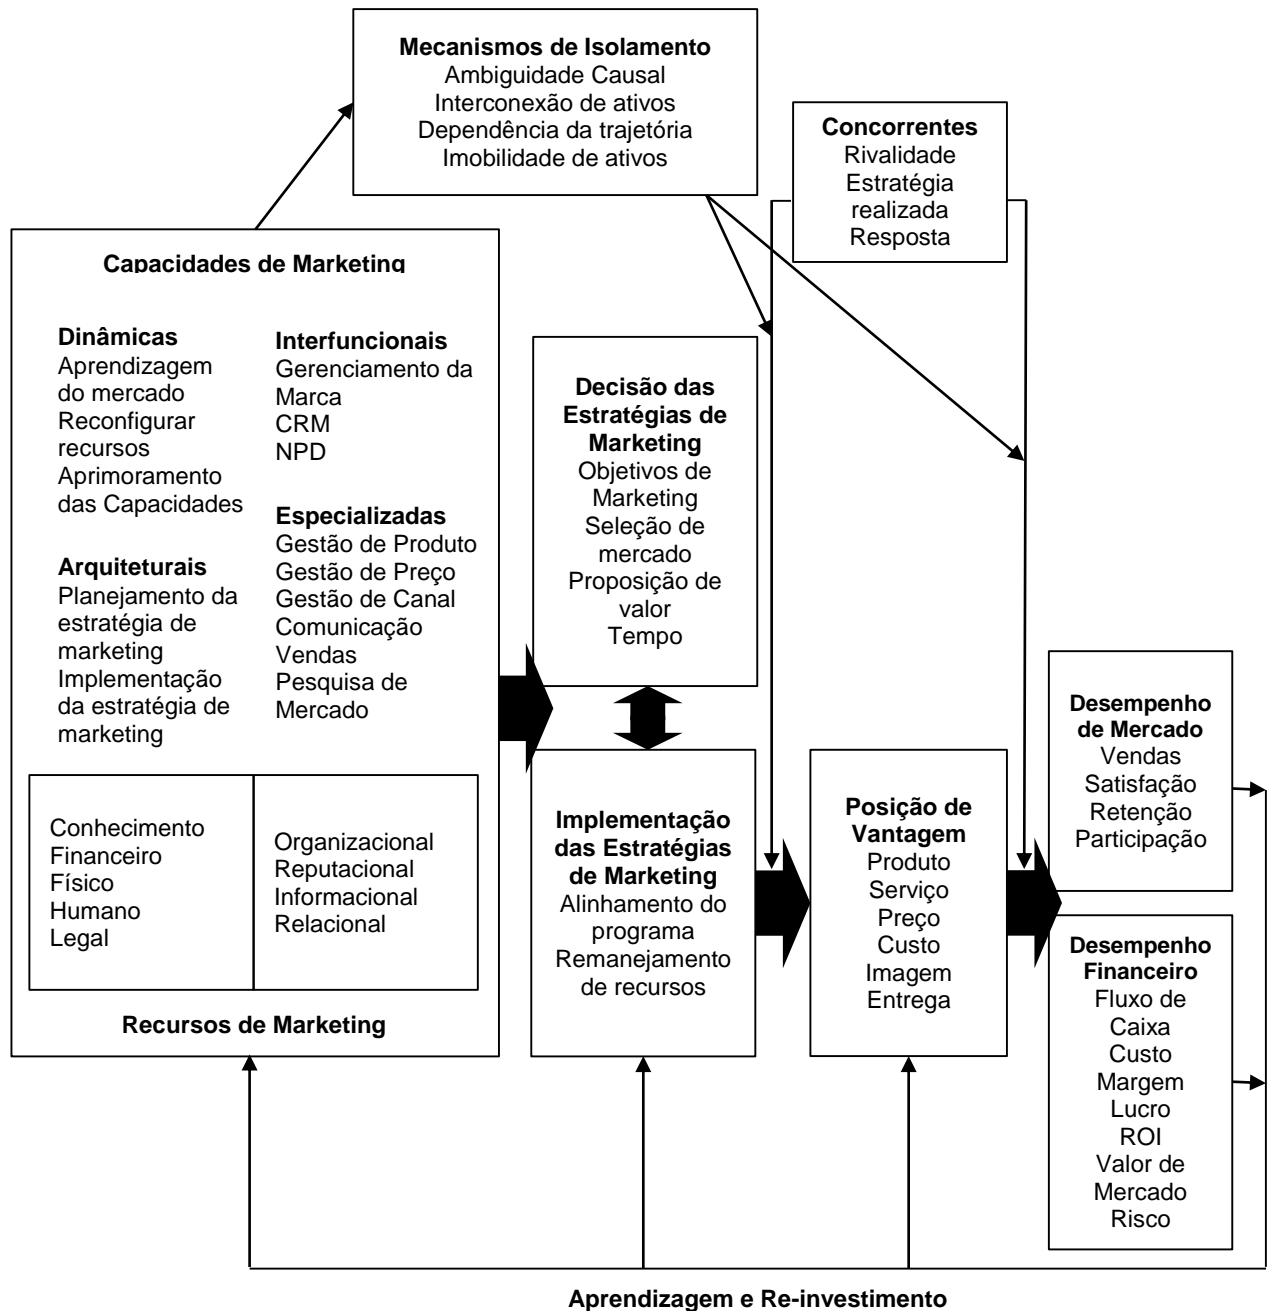 Mecanismos de Isolamento
Ambiguidade Causal
Interconexão de ativos
Dependência da trajetória
Imobilidade de ativos
Concorrentes
Rivalidade
Estratégia
realizada
Resposta
Capacidades de Marketing
Dinâmicas
Aprendizagem
do mercado
Reconfigurar
recursos
Aprimoramento
das Capacidades
Arquiteturais
Planejamento da
estratégia de
marketing
Implementação
da estratégia de
marketing
Interfuncionais
Gerenciamento da
Marca
CRM
NPD
Especializadas
Gestão de Produto
Gestão de Preço
Gestão de Canal
Comunicação
Vendas
Pesquisa de
Mercado
Conhecimento
Financeiro
Físico
Humano
Legal
Organizacional
Reputacional
Informacional
Relacional
Recursos de Marketing
Decisão das
Estratégias de
Marketing
Objetivos de
Marketing
Seleção de
mercado
Proposição de
valor
Tempo
Implementação
das Estratégias
de Marketing
Alinhamento do
programa
Remanejamento
de recursos
Posição de
Vantagem
Produto
Serviço
Preço
Custo
Imagem
Entrega
Desempenho
de Mercado
Vendas
Satisfação
Retenção
Participação
Desempenho
Financeiro
Fluxo de
Caixa
Custo
Margem
Lucro
ROI
Valor de
Mercado
Risco
Aprendizagem e Re-investimento